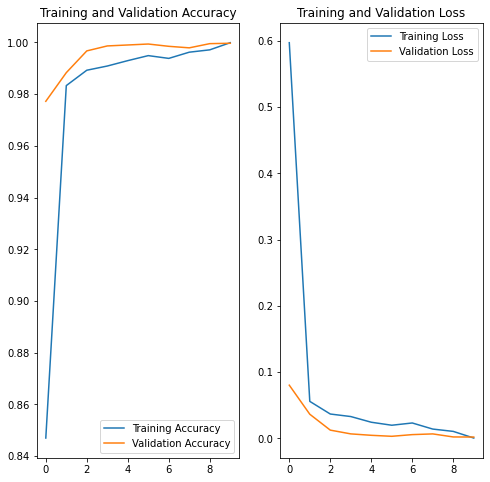 Training and Validation Accuracy
1.00
0.98
0.96
0.94
0.92
0.90
0.88
0.86
0.84
0 2 4 6 8
Training Accuracy
Validation Accuracy
Training and Validation Loss
Training Loss
Validation Loss
0.6
0.5
0.4
0.3
0.2
0.1
0.0
0 2 4 6 8